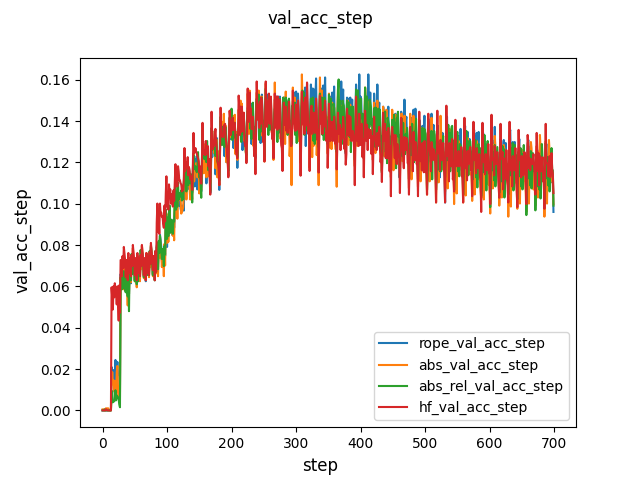 val_acc_step
0.16
0.14
0.12
0.10
0.08
0.06
0.04
0.02
0.00
val_acc_step
rope_val_acc_step
abs_val_acc_step
abs_rel_val_acc_step
hf_val_acc_step
0 100 200 300 400 500 600 700
step